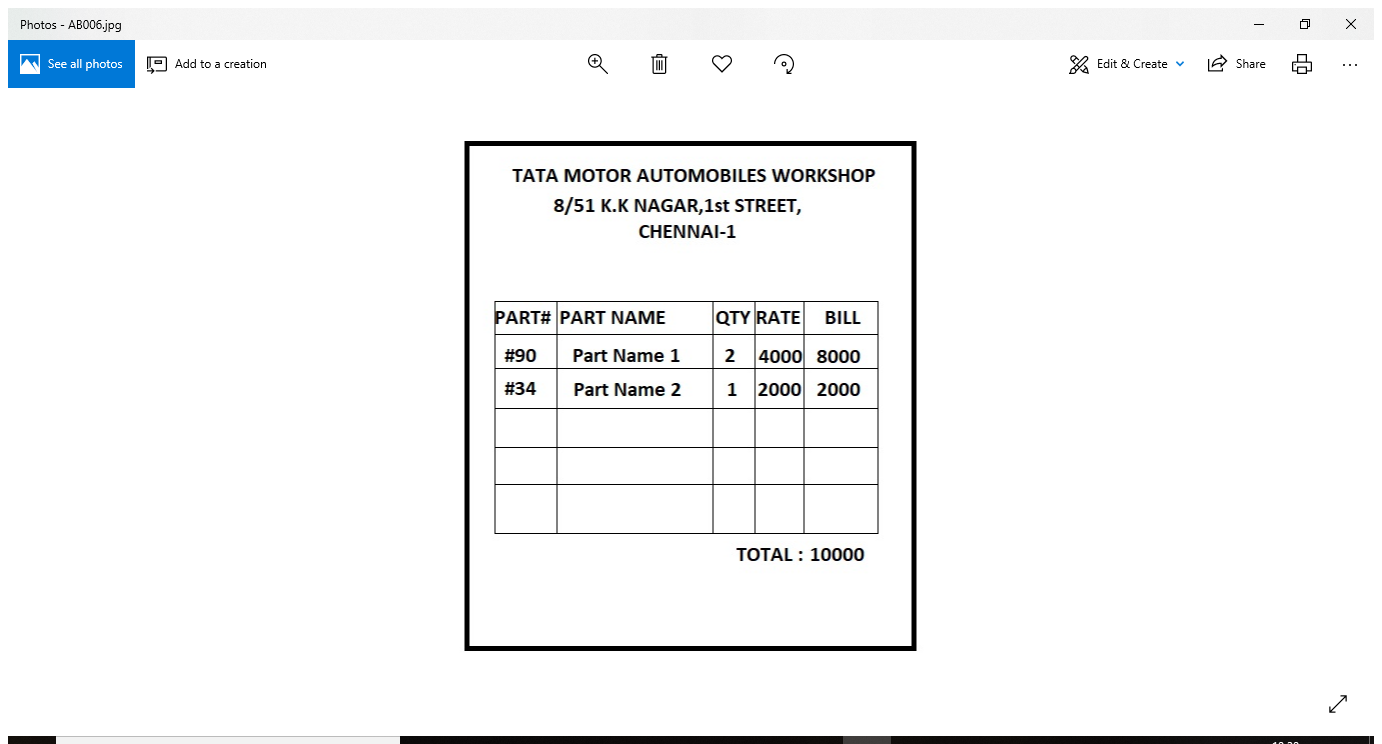 Photos - AB006.jpg
See all photos
Add to a creation
Edit & Create
Share
TATA MOTOR AUTOMOBILES WORKSHOP
8/51 K.K NAGAR,1st STREET,
CHENNAI-1
PART# PART NAME QTY RATE BILL
#90 Part Name 1 2 4000 8000
#34 Part Name 2 1 2000 2000
TOTAL : 10000